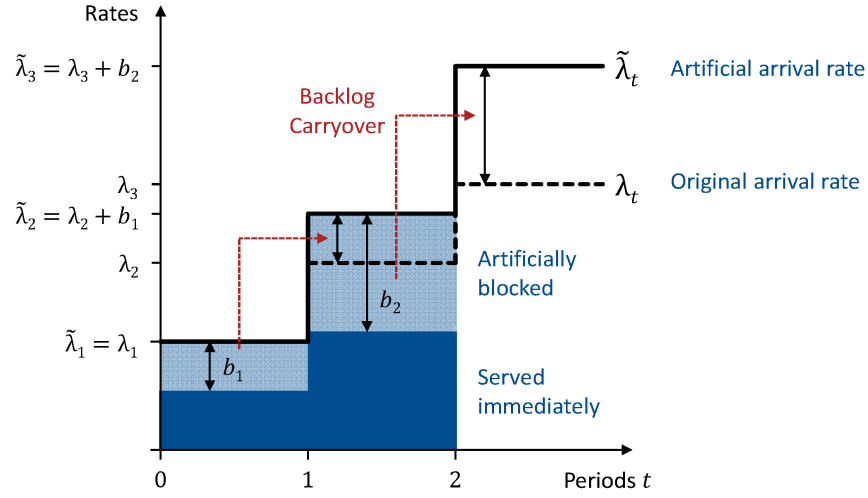 Rates
λ̃₃ = λ₃ + b₂
λ̃ₜ
Artificial arrival rate
Backlog
Carryover
λ₃
λₜ
Original arrival rate
λ̃₂ = λ₂ + b₁
λ₂
Artificially
blocked
b₂
λ̃₁ = λ₁
b₁
Served
immediately
0
1
2
Periods t